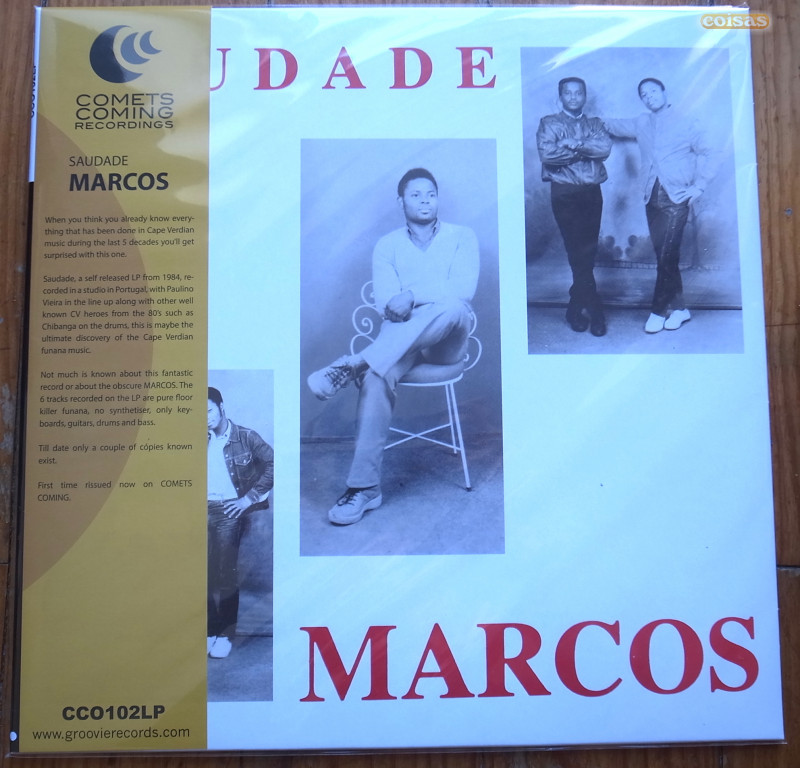 coisas
UDADE
COMETS
COMING
RECORDINGS
SAUDADE
MARCOS
When you think you already know every-
thing that has been done in Cape Verdian
music during the last 5 decades you'll get
surprised with this one.
Saudade, a self released LP from 1984, re-
corded in a studio in Portugal, with Paulino
Vieira in the line up along with other well
known CV heroes from the 80's such as
Chibanga on the drums, this is maybe the
ultimate discovery of the Cape Verdian
funana music.
Not much is known about this fantastic
record or about the obscure MARCOS. The
6 tracks recorded on the LP are pure floor
killer funana, no synthetiser, only key-
boards, guitars, drums and bass.
Till date only a couple of cópies known
exist.
First time rissued now on COMETS
COMING.
MARCOS
CCO102LP
www.groovierecords.com